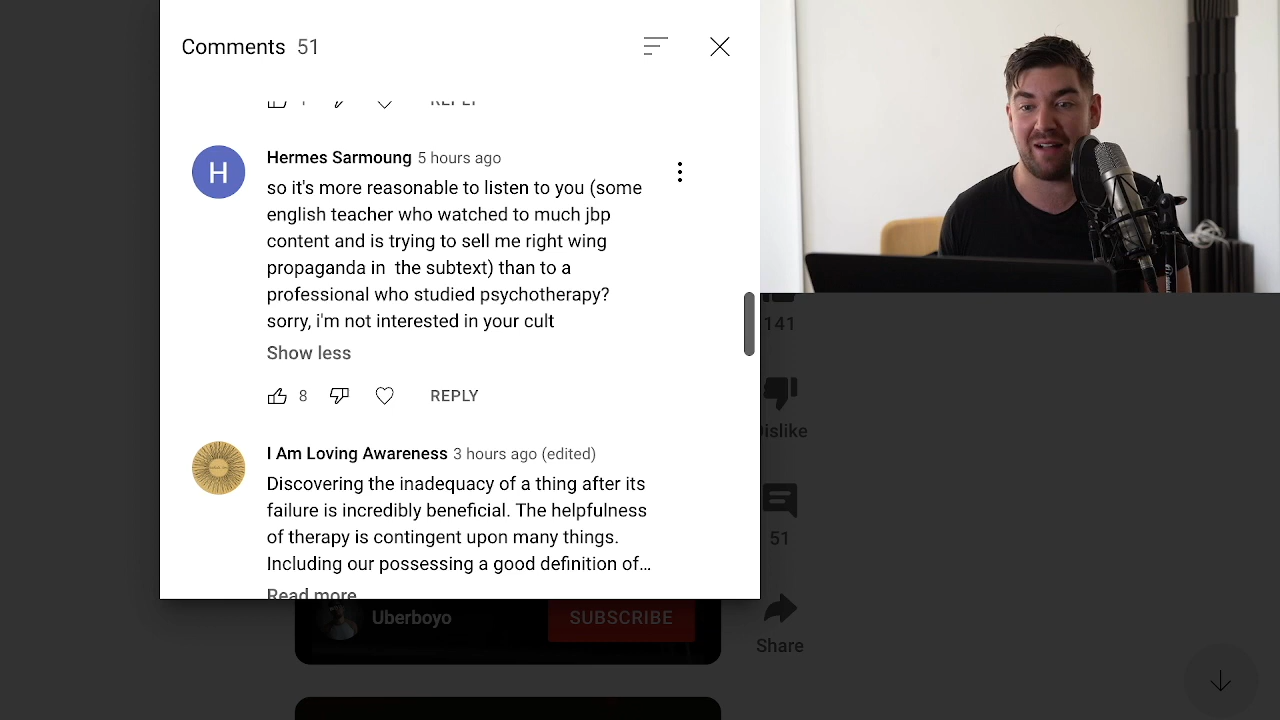 Comments 51
REPLY
H
Hermes Sarmoung 5 hours ago
so it's more reasonable to listen to you (some
english teacher who watched to much jbp
content and is trying to sell me right wing
propaganda in the subtext) than to a
professional who studied psychotherapy?
sorry, i'm not interested in your cult
Show less
8 REPLY
I Am Loving Awareness 3 hours ago (edited)
Discovering the inadequacy of a thing after its
failure is incredibly beneficial. The helpfulness
of therapy is contingent upon many things.
Including our possessing a good definition of...
Read more
141
islike
51
Share
Uberboyo SUBSCRIBE